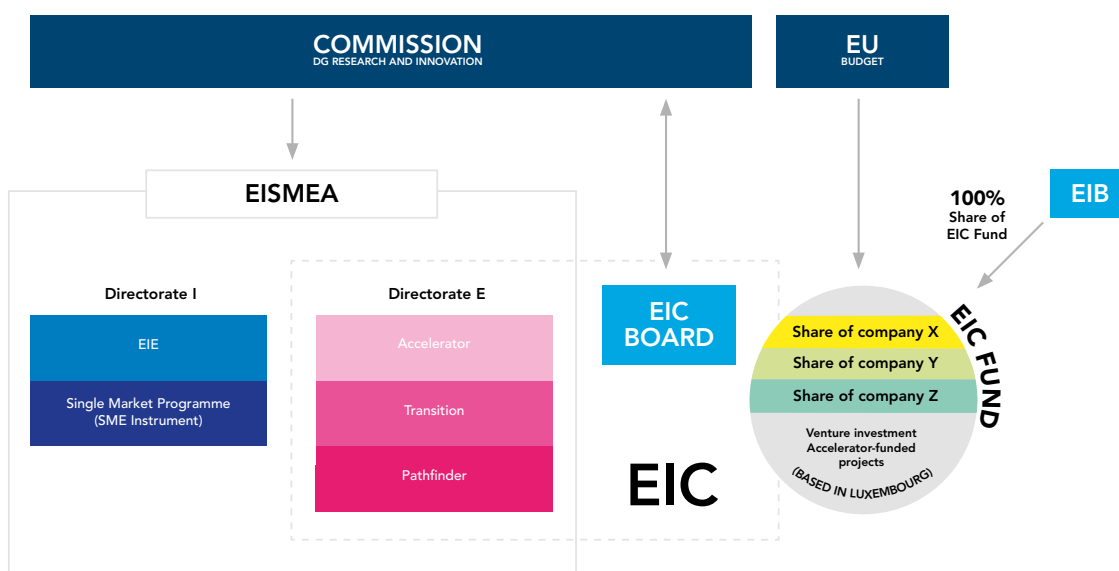 COMMISSION
DG RESEARCH AND INNOVATION
EU
BUDGET
EISMEA
100%
Share of
EIC Fund
EIB
Directorate I
EIE
Single Market Programme
(SME Instrument)
Directorate E
Accelerator
Transition
Pathfinder
EIC
BOARD
EIC
EIC FUND
Share of company X
Share of company Y
Share of company Z
Venture investment
Accelerator-funded
projects
(BASED IN LUXEMBOURG)